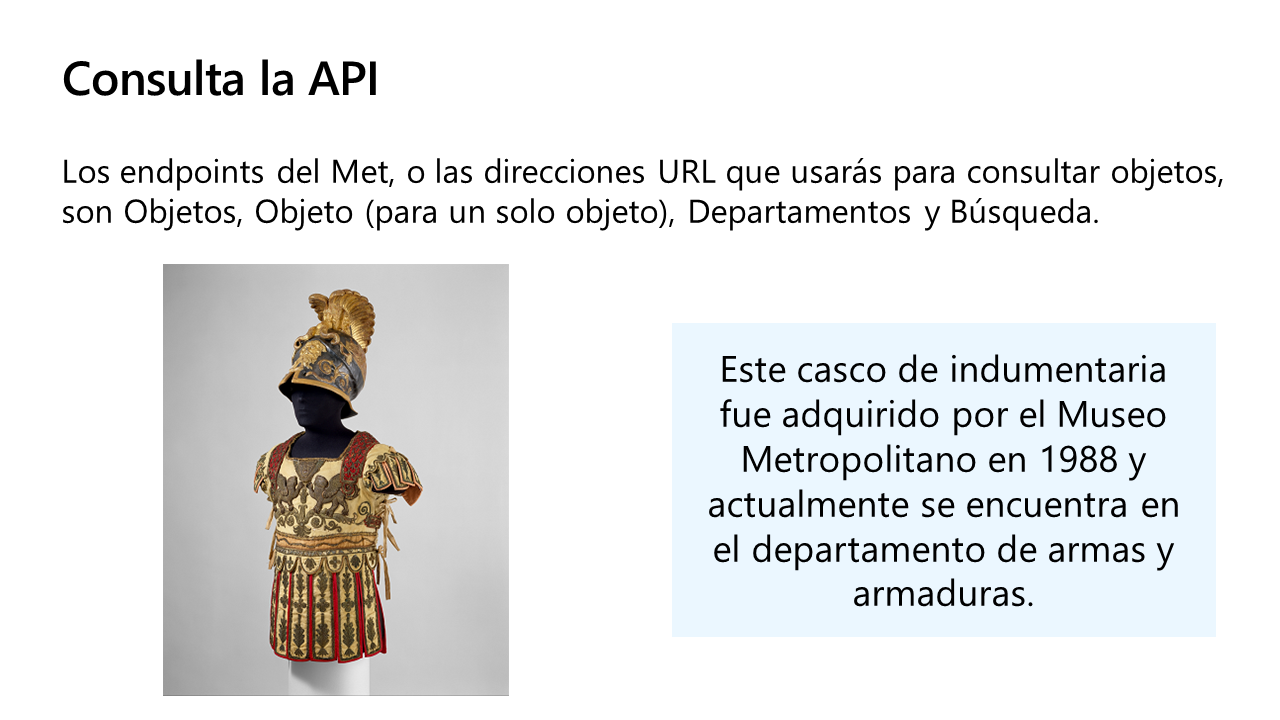 Consulta la API
Los endpoints del Met, o las direcciones URL que usarás para consultar objetos,
son Objetos, Objeto (para un solo objeto), Departamentos y Búsqueda.
Este casco de indumentaria
fue adquirido por el Museo
Metropolitano en 1988 y
actualmente se encuentra en
el departamento de armas y
armaduras.